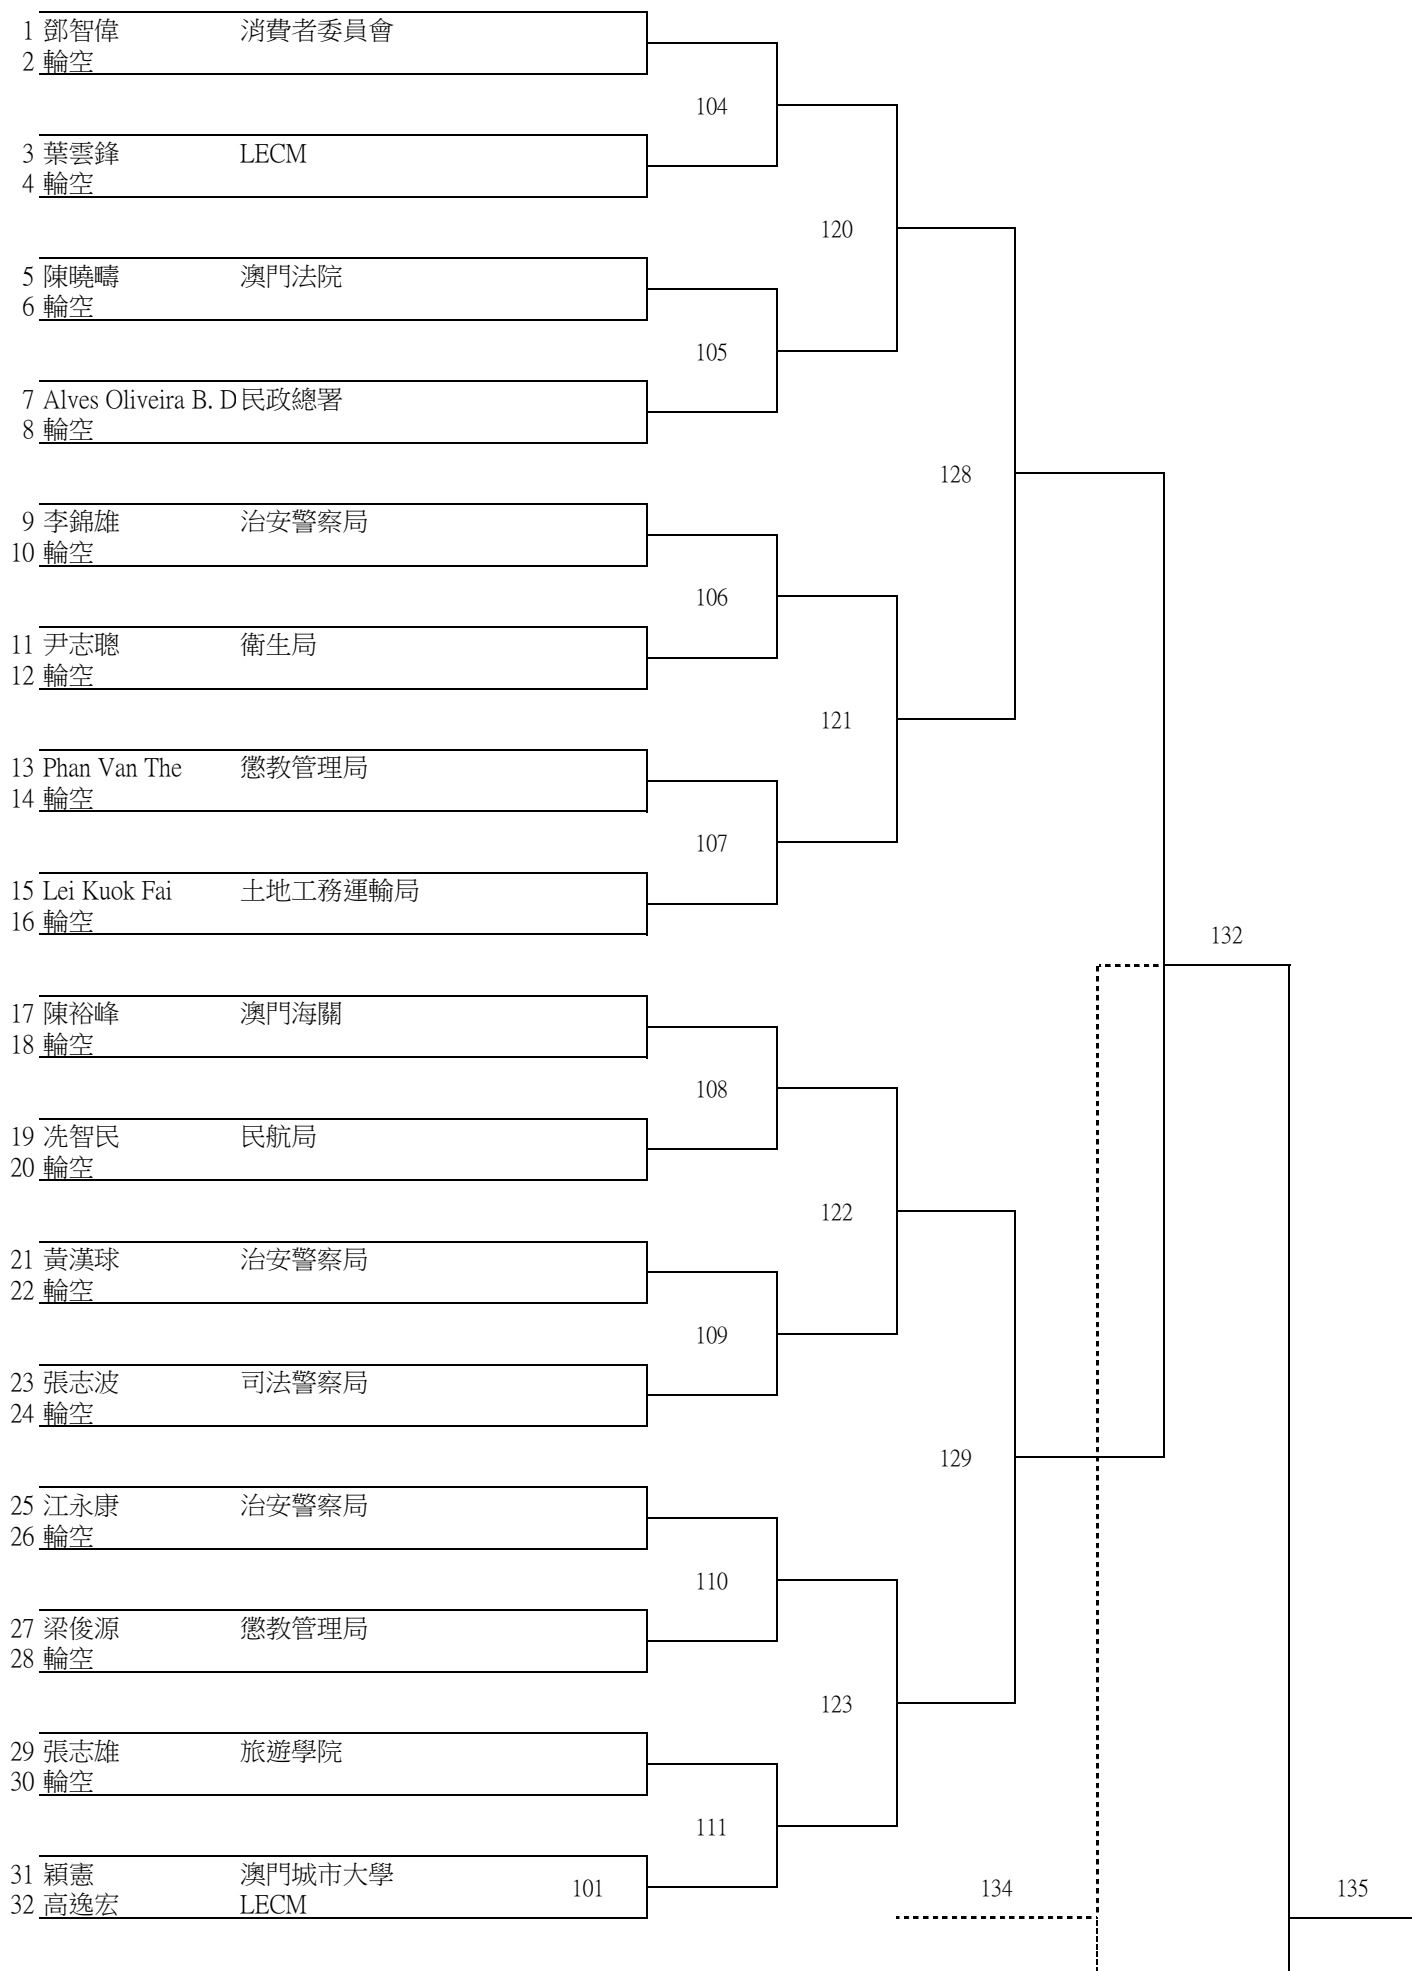 1 鄧智偉 消費者委員會
2 輪空
104
3 葉雲鋒 LECM
4 輪空
120
5 陳曉疇 澳門法院
6 輪空
105
7 Alves Oliveira B. D 民政總署
8 輪空
128
9 李錦雄 治安警察局
10 輪空
106
11 尹志聰 衛生局
12 輪空
121
13 Phan Van The 懲教管理局
14 輪空
107
15 Lei Kuok Fai 土地工務運輸局
16 輪空
132
17 陳裕峰 澳門海關
18 輪空
108
19 冼智民 民航局
20 輪空
122
21 黃漢球 治安警察局
22 輪空
109
23 張志波 司法警察局
24 輪空
129
25 江永康 治安警察局
26 輪空
110
27 梁俊源 懲教管理局
28 輪空
123
29 張志雄 旅遊學院
30 輪空
111
31 穎憲 澳門城市大學
101 134 135
32 高逸宏 LECM